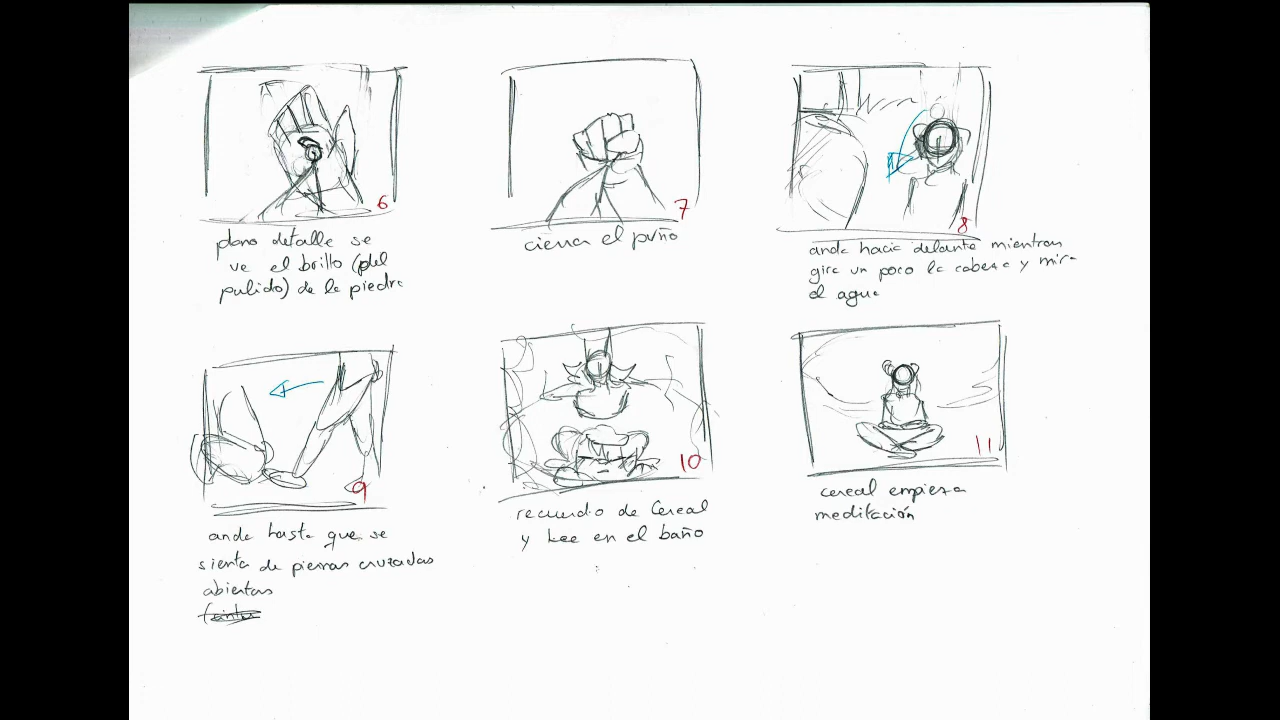 6
plano detalle se
ve el brillo (del
pulido) de la piedra
7
cierra el puño
8
anda hacia delante mientras
gira un poco la cabeza y mira
el agua
9
anda hasta que se
sienta de piernas cruzadas
abiertas
10
recuerdo de Cereal
y Lee en el baño
11
cereal empieza
meditación